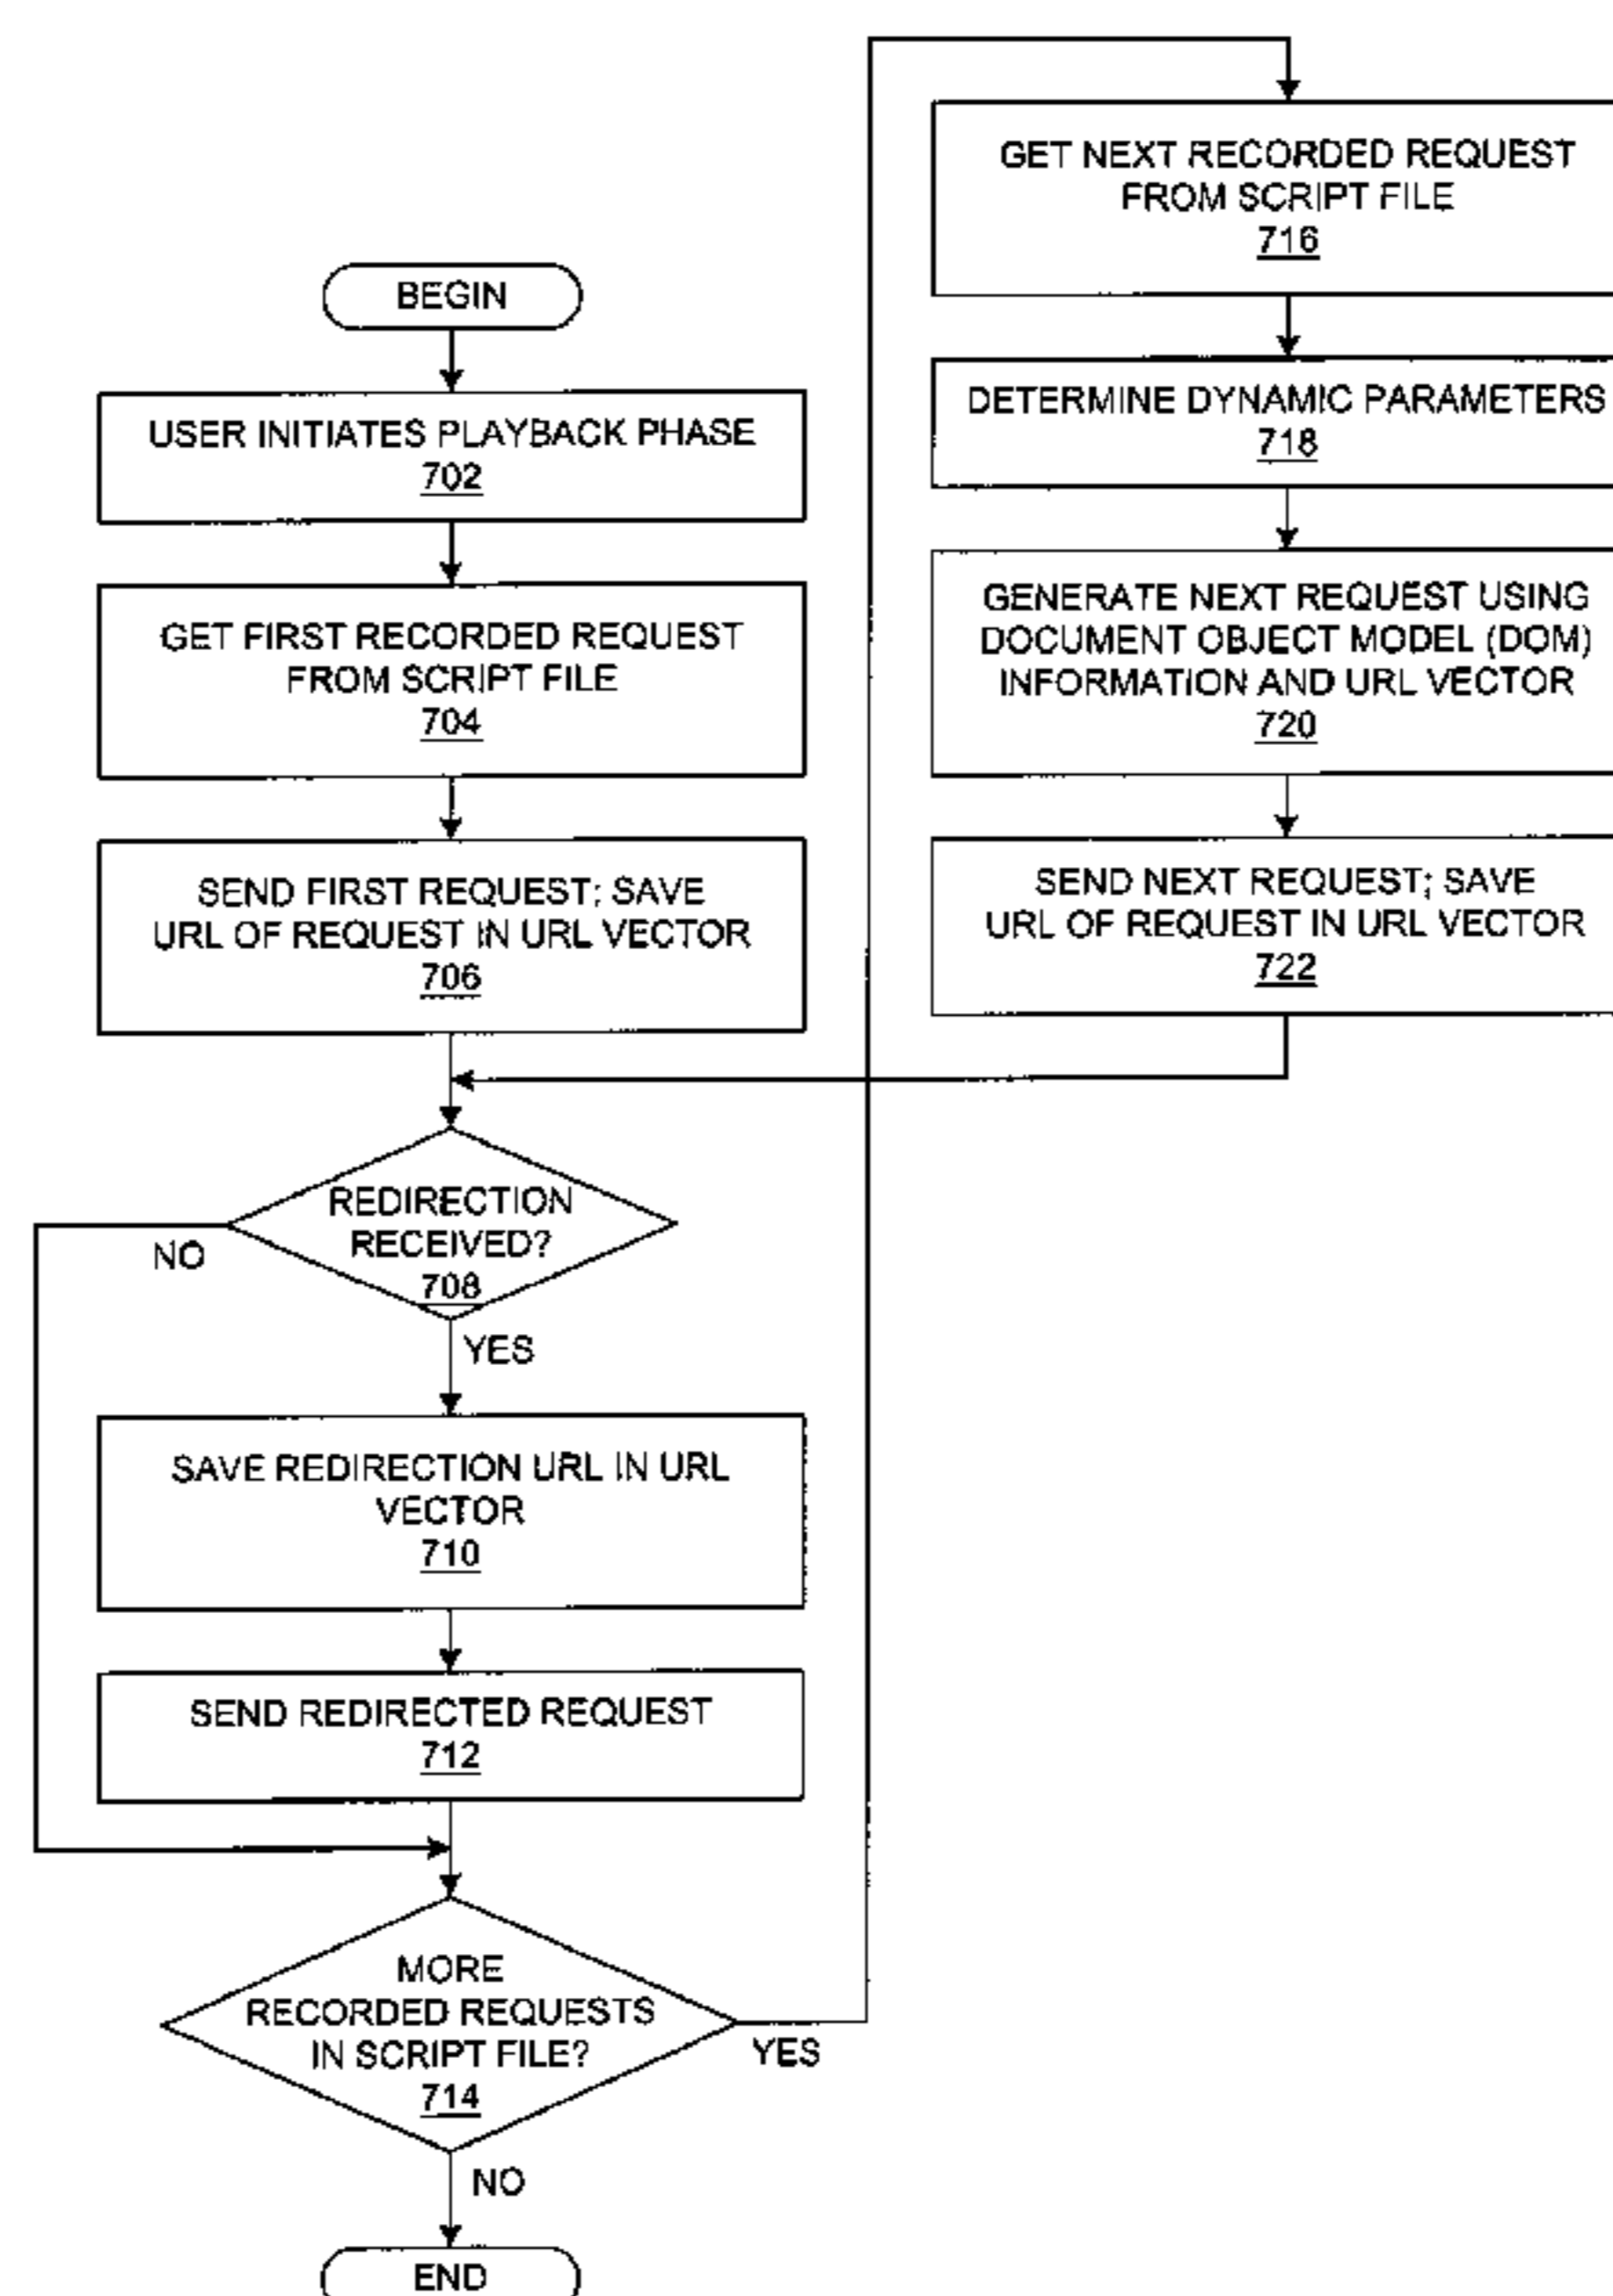 BEGIN
USER INITIATES PLAYBACK PHASE
702
GET FIRST RECORDED REQUEST
FROM SCRIPT FILE
704
SEND FIRST REQUEST; SAVE
URL OF REQUEST IN URL VECTOR
706
REDIRECTION
RECEIVED?
708
NO
YES
SAVE REDIRECTION URL IN URL
VECTOR
710
SEND REDIRECTED REQUEST
712
MORE
RECORDED REQUESTS
IN SCRIPT FILE?
714
YES
NO
END
GET NEXT RECORDED REQUEST
FROM SCRIPT FILE
716
DETERMINE DYNAMIC PARAMETERS
718
GENERATE NEXT REQUEST USING
DOCUMENT OBJECT MODEL (DOM)
INFORMATION AND URL VECTOR
720
SEND NEXT REQUEST; SAVE
URL OF REQUEST IN URL VECTOR
722